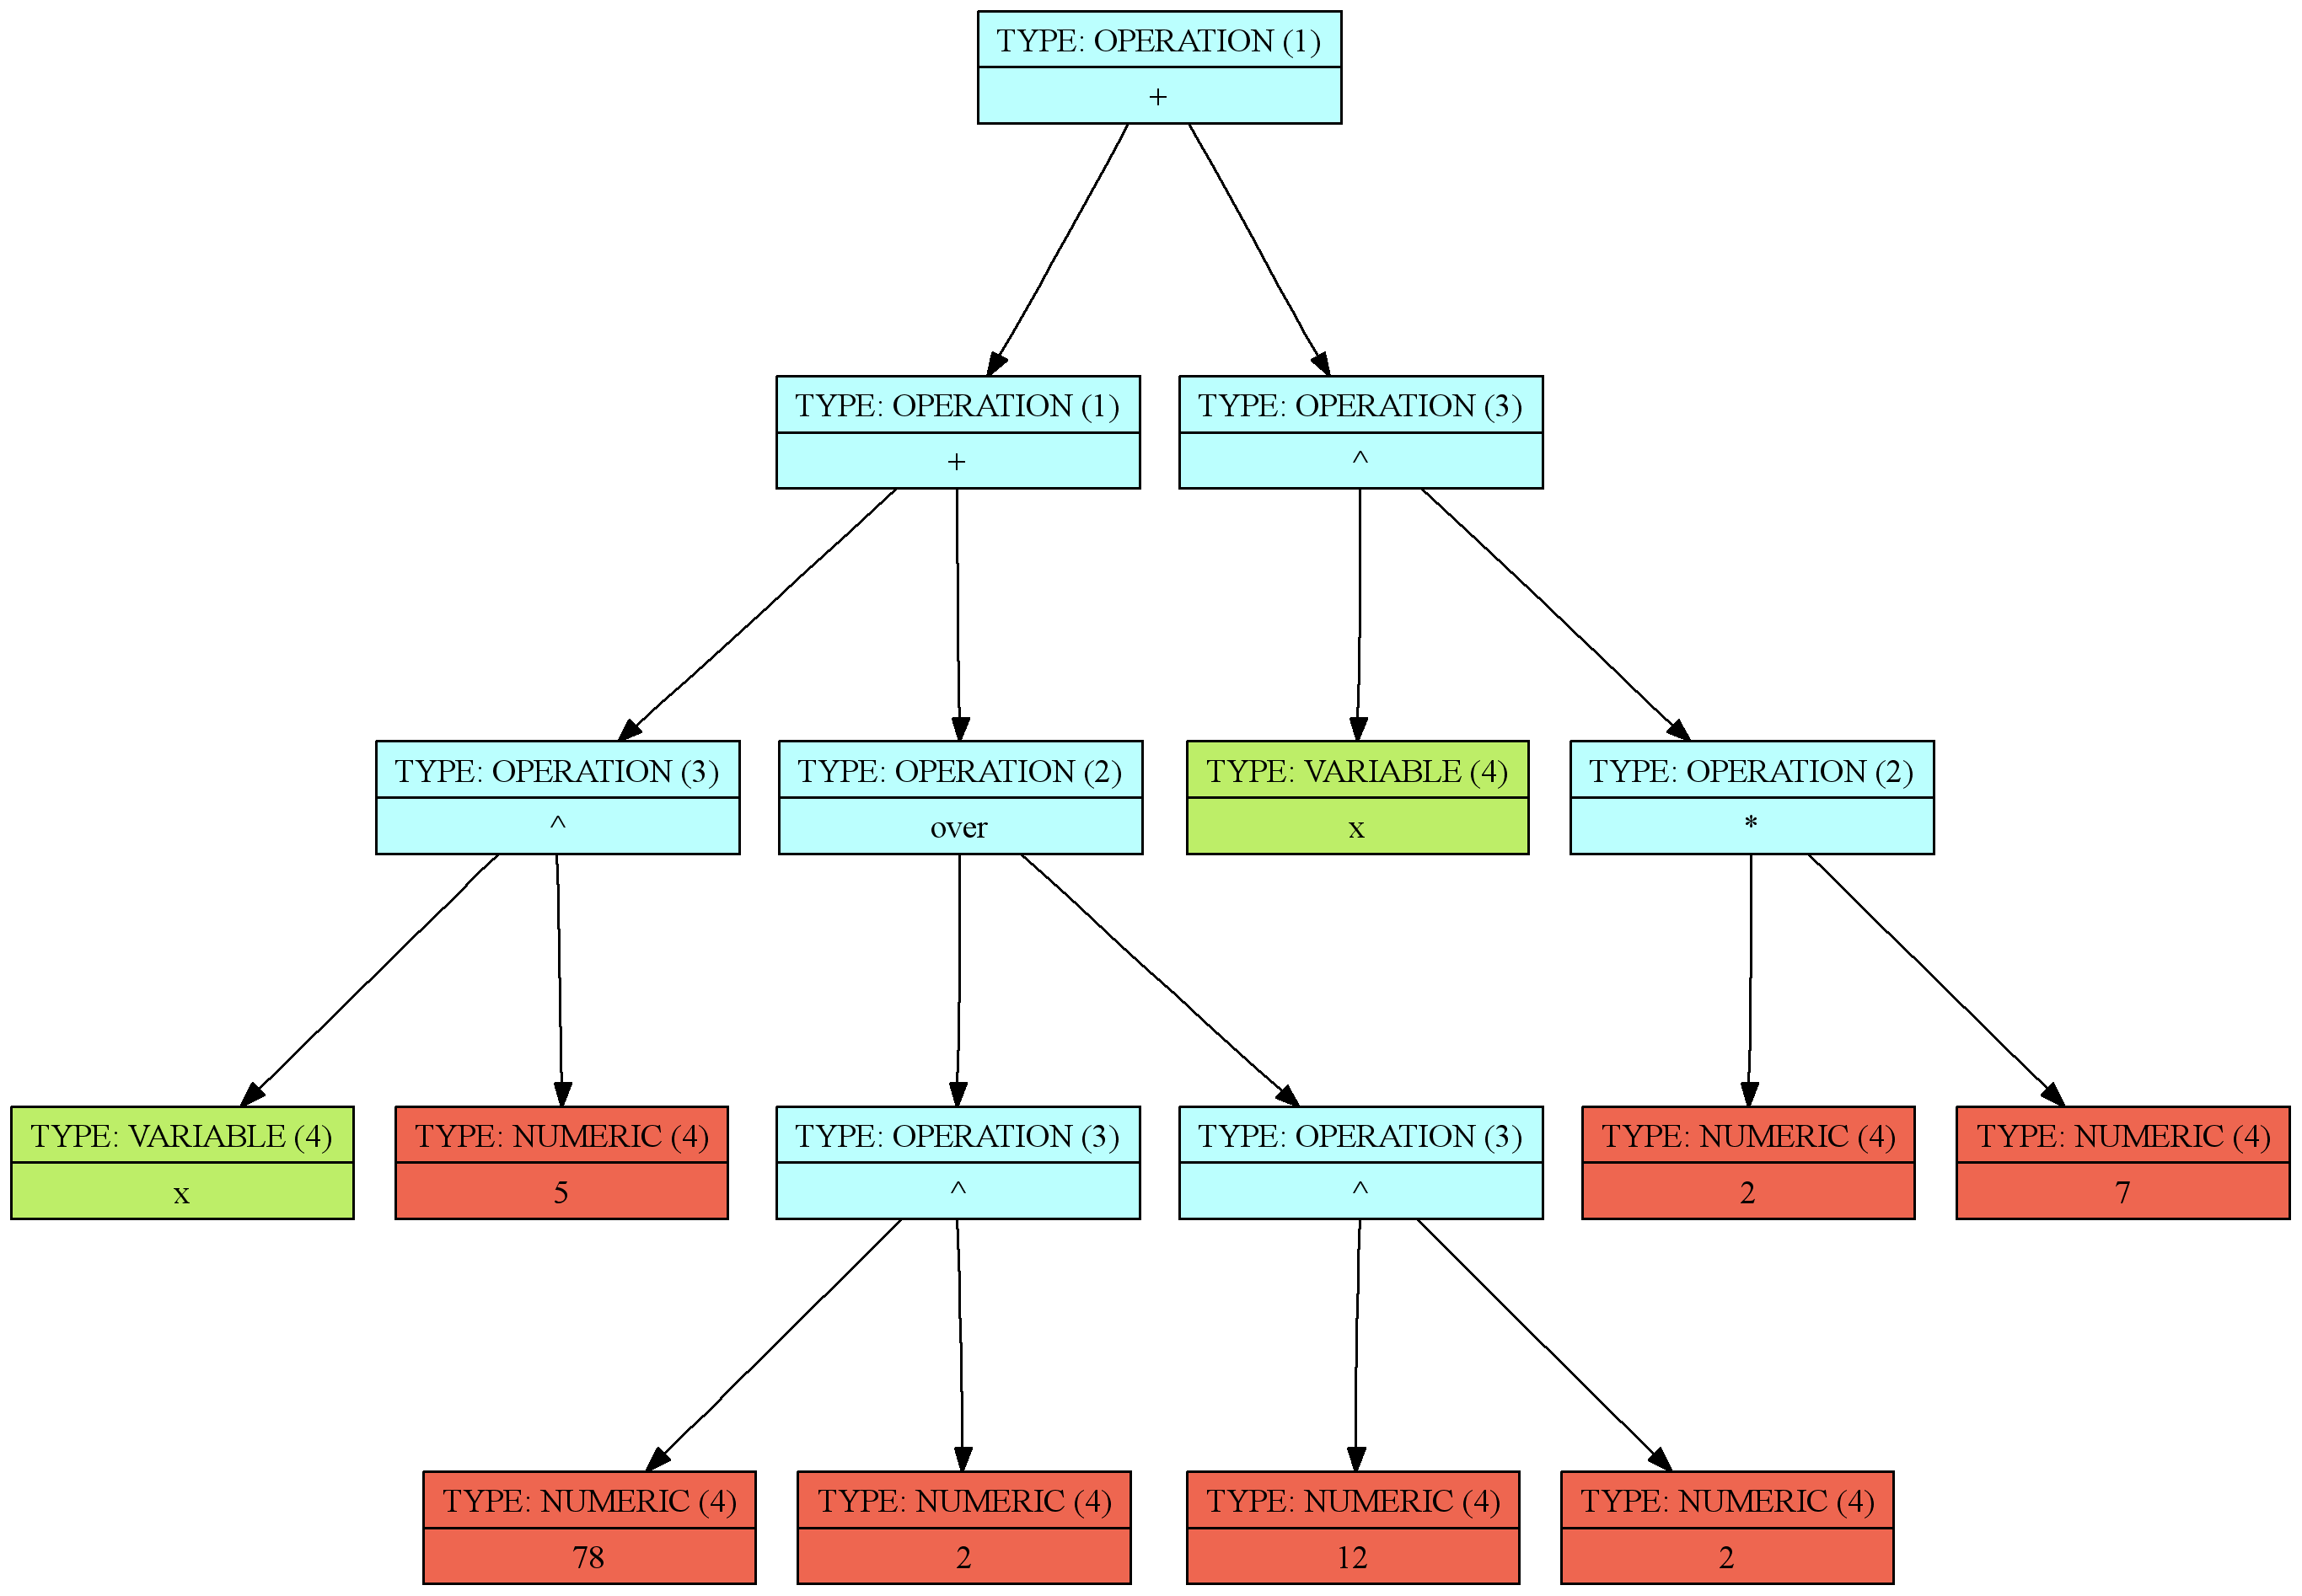 TYPE: OPERATION (1)
+
TYPE: OPERATION (1)
+
TYPE: OPERATION (3)
^
TYPE: OPERATION (3)
^
TYPE: OPERATION (2)
over
TYPE: VARIABLE (4)
x
TYPE: OPERATION (2)
*
TYPE: VARIABLE (4)
x
TYPE: NUMERIC (4)
5
TYPE: OPERATION (3)
^
TYPE: OPERATION (3)
^
TYPE: NUMERIC (4)
2
TYPE: NUMERIC (4)
7
TYPE: NUMERIC (4)
78
TYPE: NUMERIC (4)
2
TYPE: NUMERIC (4)
12
TYPE: NUMERIC (4)
2